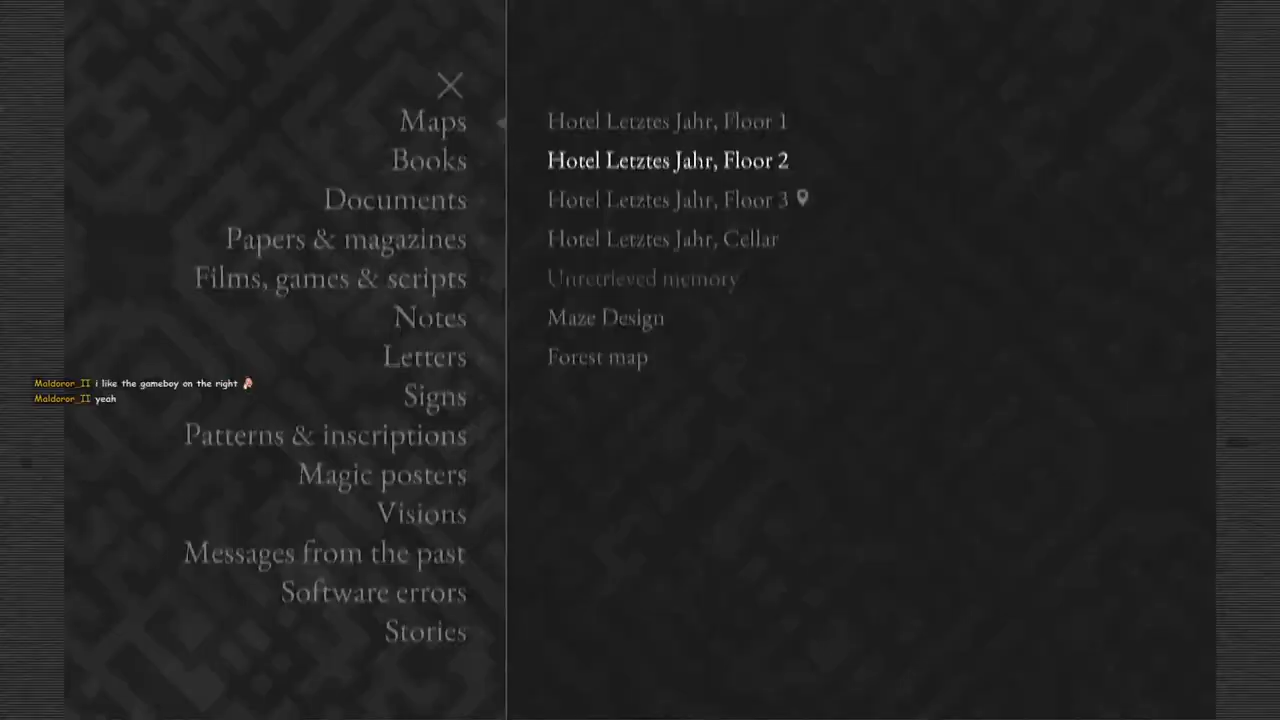 Maps
Books
Documents
Papers & magazines
Films, games & scripts
Notes
Letters
Signs
Patterns & inscriptions
Magic posters
Visions
Messages from the past
Software errors
Stories
Hotel Letztes Jahr, Floor 1
Hotel Letztes Jahr, Floor 2
Hotel Letztes Jahr, Floor 3
Hotel Letztes Jahr, Cellar
Unretrieved memory
Maze Design
Forest map
Maldoror_II i like the gameboy on the right
Maldoror_II yeah